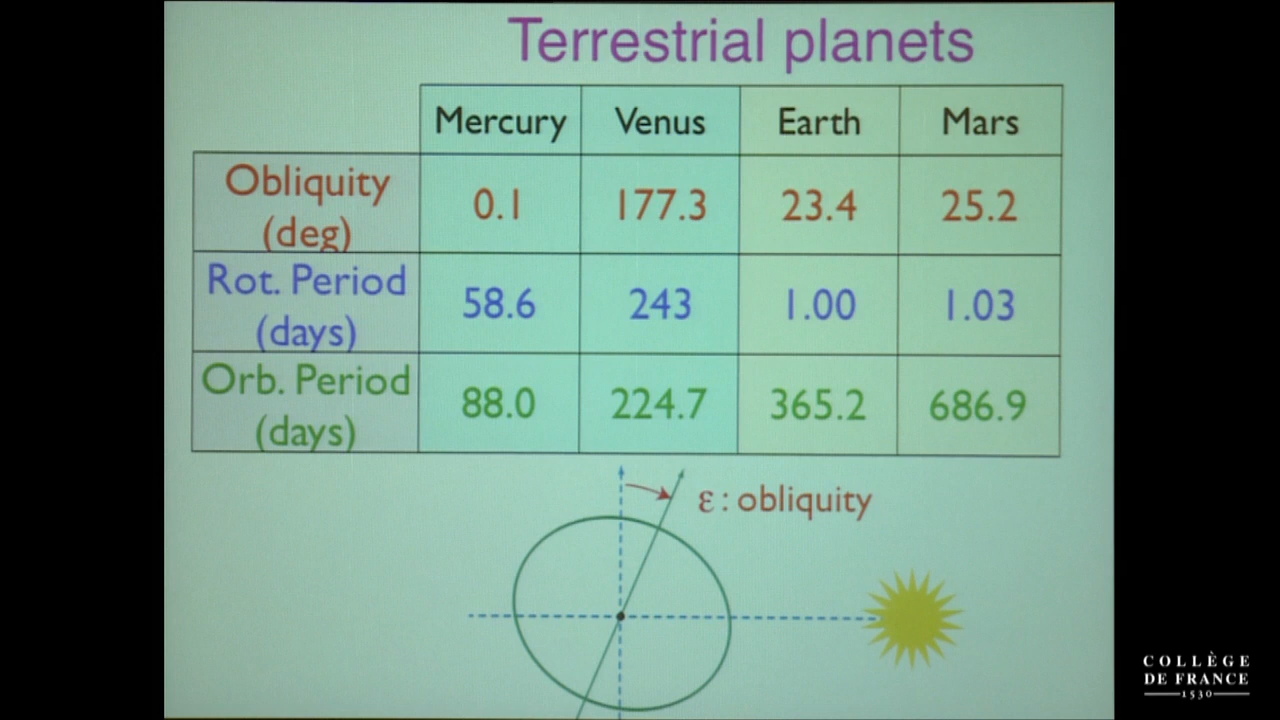 Terrestrial planets
Mercury Venus Earth Mars
Obliquity
(deg)
0.1 177.3 23.4 25.2
Rot. Period
(days)
58.6 243 1.00 1.03
Orb. Period
(days)
88.0 224.7 365.2 686.9
ε : obliquity
COLLÈGE
DE FRANCE
1530